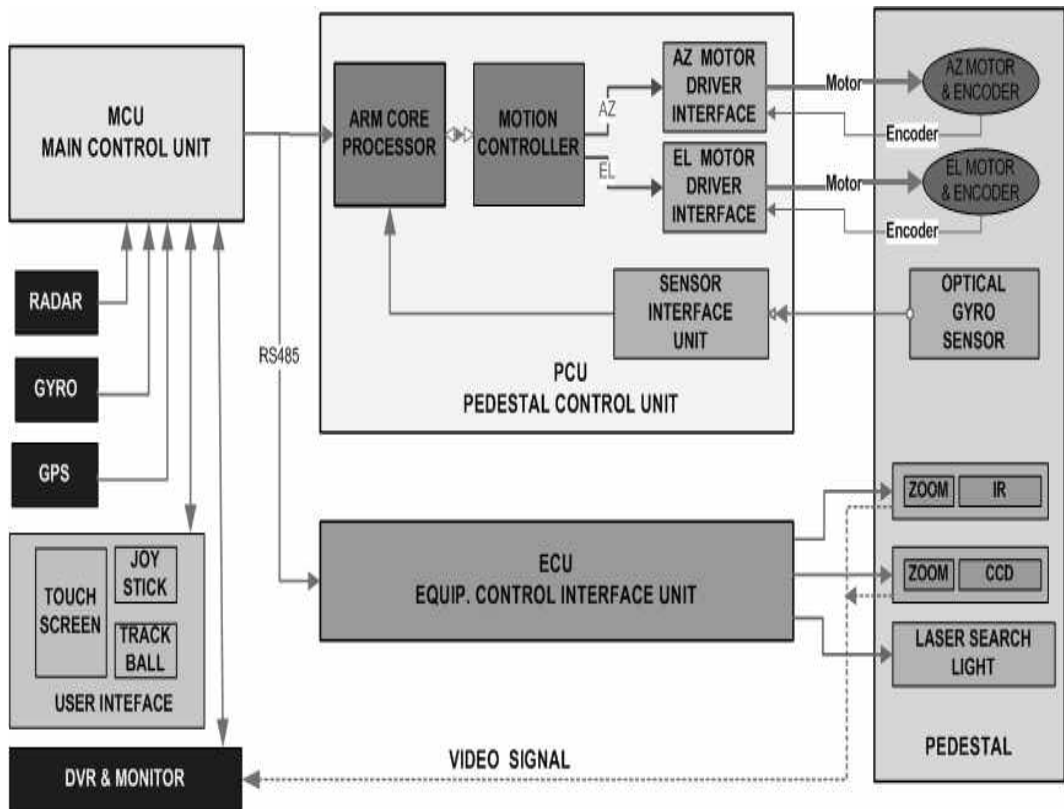 MCU
MAIN CONTROL UNIT
RADAR
GYRO
GPS
TOUCH
SCREEN
JOY
STICK
TRACK
BALL
USER INTEFACE
DVR & MONITOR
RS485
ARM CORE
PROCESSOR
MOTION
CONTROLLER
AZ
EL
AZ MOTOR
DRIVER
INTERFACE
EL MOTOR
DRIVER
INTERFACE
SENSOR
INTERFACE
UNIT
PCU
PEDESTAL CONTROL UNIT
Motor
Encoder
Motor
Encoder
AZ MOTOR
& ENCODER
EL MOTOR
& ENCODER
OPTICAL
GYRO
SENSOR
ECU
EQUIP. CONTROL INTERFACE UNIT
ZOOM
IR
ZOOM
CCD
LASER SEARCH
LIGHT
PEDESTAL
VIDEO SIGNAL